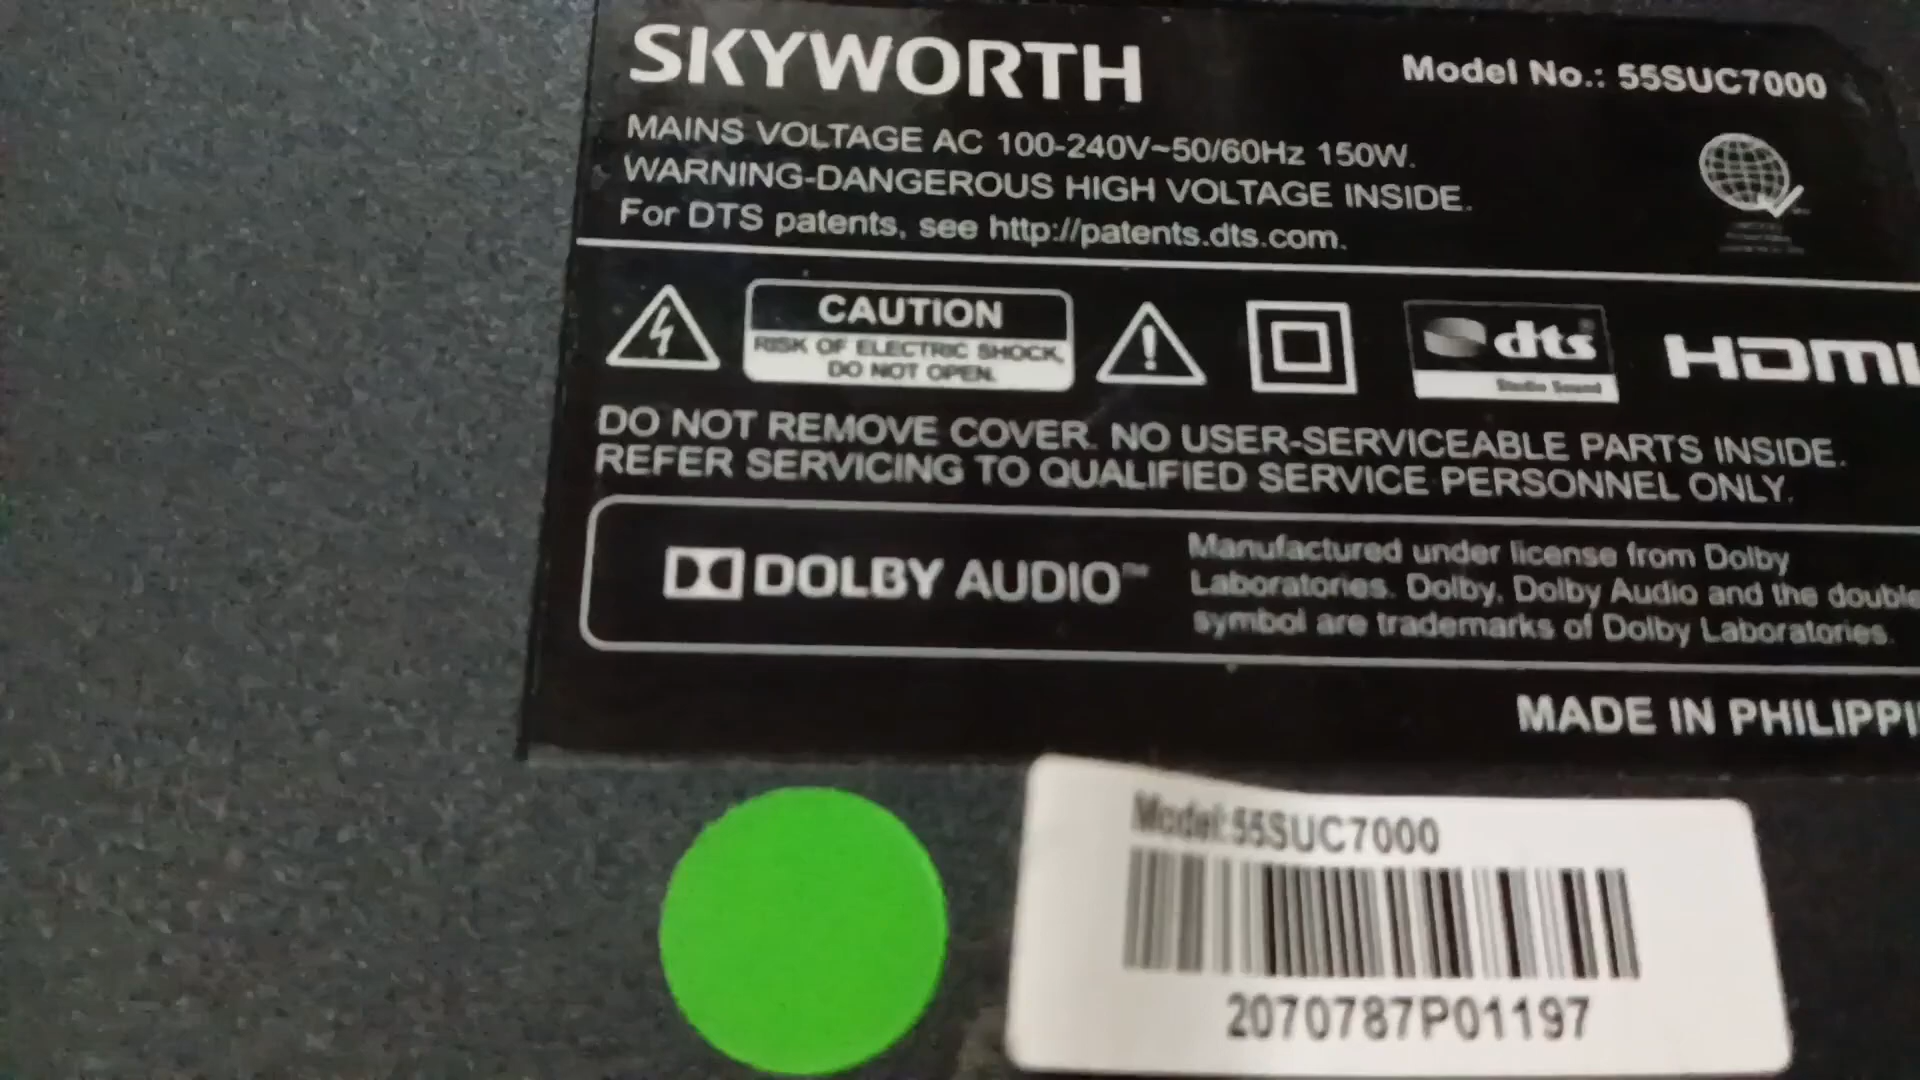 SKYWORTH
Model No.: 55SUC7000
MAINS VOLTAGE AC 100-240V~50/60Hz 150W.
WARNING-DANGEROUS HIGH VOLTAGE INSIDE.
For DTS patents, see http://patents.dts.com.
CAUTION
RISK OF ELECTRIC SHOCK,
DO NOT OPEN.
dts
Studio Sound
HDMI
DO NOT REMOVE COVER. NO USER-SERVICEABLE PARTS INSIDE.
REFER SERVICING TO QUALIFIED SERVICE PERSONNEL ONLY.
DOLBY AUDIO™
Manufactured under license from Dolby
Laboratories. Dolby, Dolby Audio and the double
symbol are trademarks of Dolby Laboratories.
MADE IN PHILIPPI
Model:55SUC7000
2070787P01197